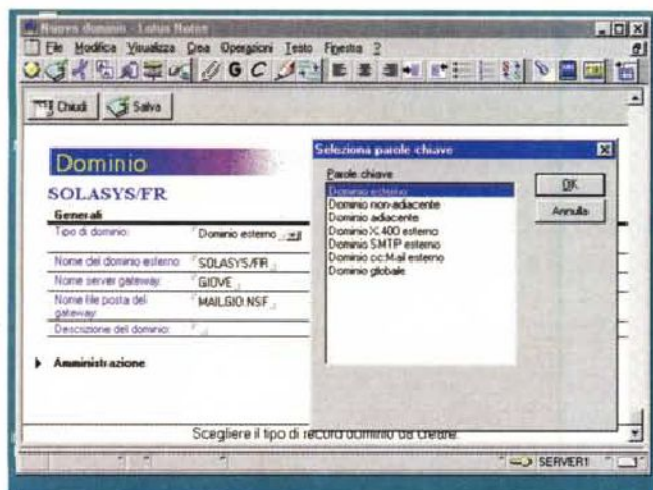 Nuovo dominio - Lotus Notes
File Modifica Visualizza Crea Operazioni Testo Finestra ?
G C
Chiudi Salva
Dominio
SOLASYS/FR
Generali
Tipo di dominio: Dominio esterno
Nome del dominio esterno SOLASYS/FR
Nome server gateway: GIOVE
Nome file posta del gateway: MAILGIO.NSF
Descrizione del dominio:
Amministrazione
Seleziona parole chiave
Parole chiave
Dominio esterno
Dominio non-adiacente
Dominio adiacente
Dominio X.400 esterno
Dominio SMTP esterno
Dominio cc:Mail esterno
Dominio globale
OK
Annulla
Scegliere il tipo di record dominio da creare.
SERVER1